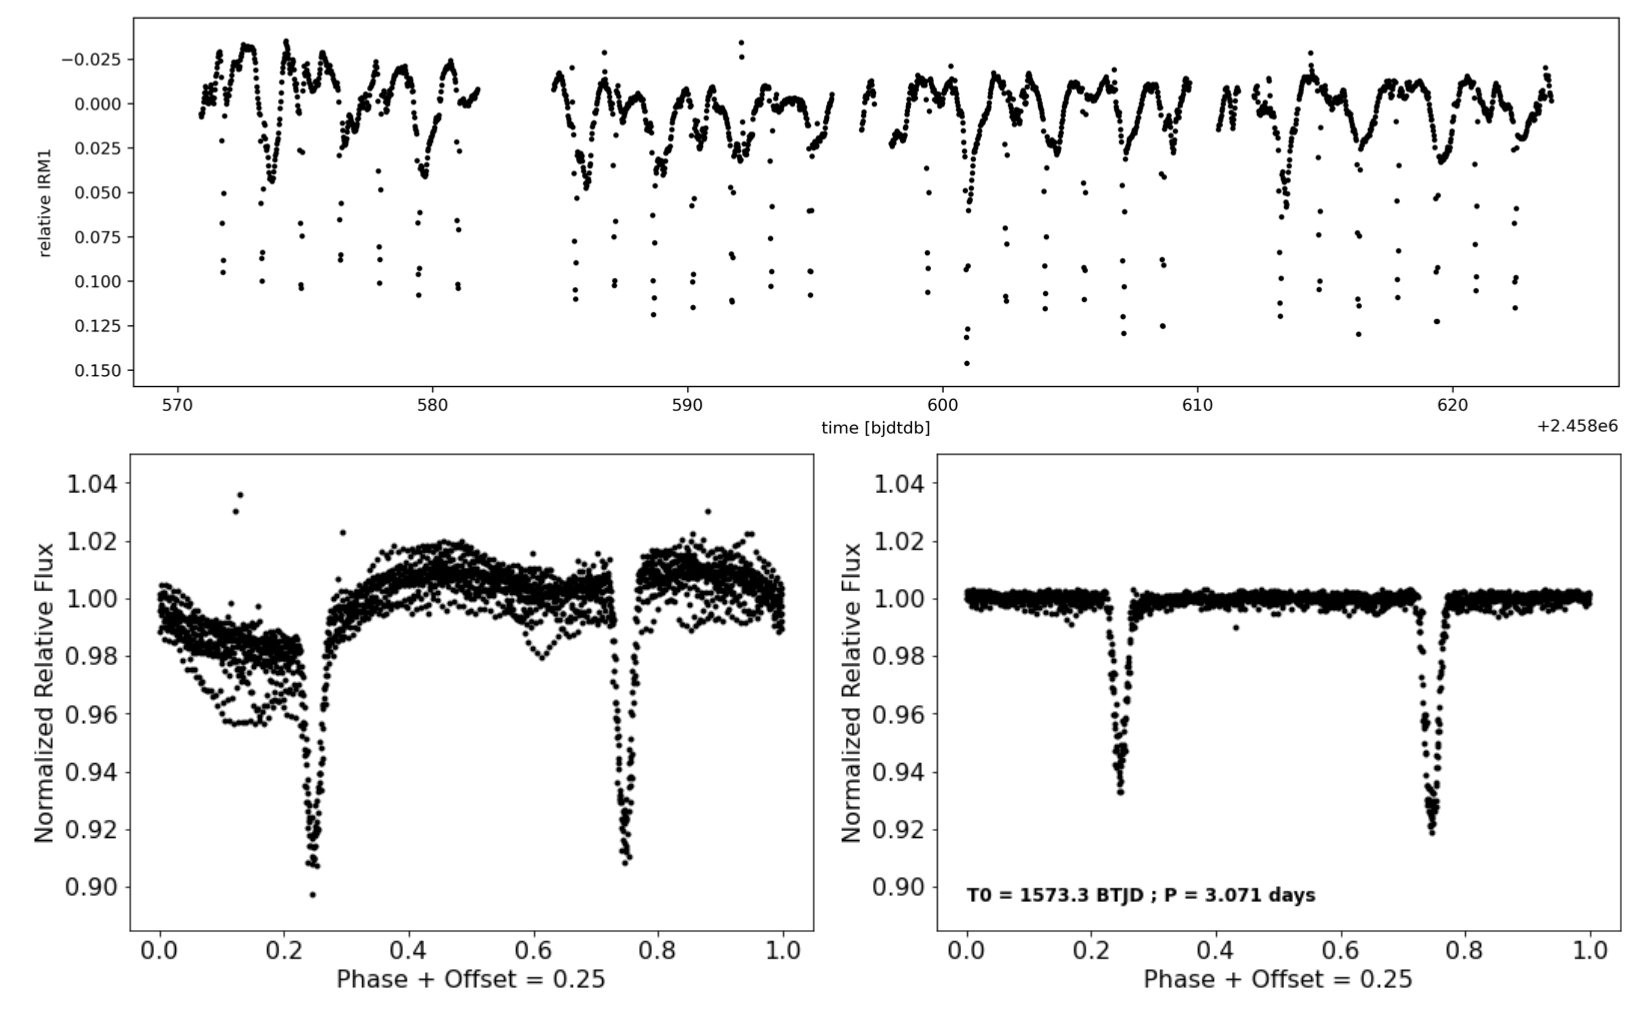 −0.025
0.000
0.025
0.050
0.075
0.100
0.125
0.150
relative IRM1
570 580 590 600 610 620
time [bjdtdb]
+2.458e6
1.04
1.02
1.00
0.98
0.96
0.94
0.92
0.90
Normalized Relative Flux
0.0 0.2 0.4 0.6 0.8 1.0
Phase + Offset = 0.25
1.04
1.02
1.00
0.98
0.96
0.94
0.92
0.90
Normalized Relative Flux
T0 = 1573.3 BTJD ; P = 3.071 days
0.0 0.2 0.4 0.6 0.8 1.0
Phase + Offset = 0.25